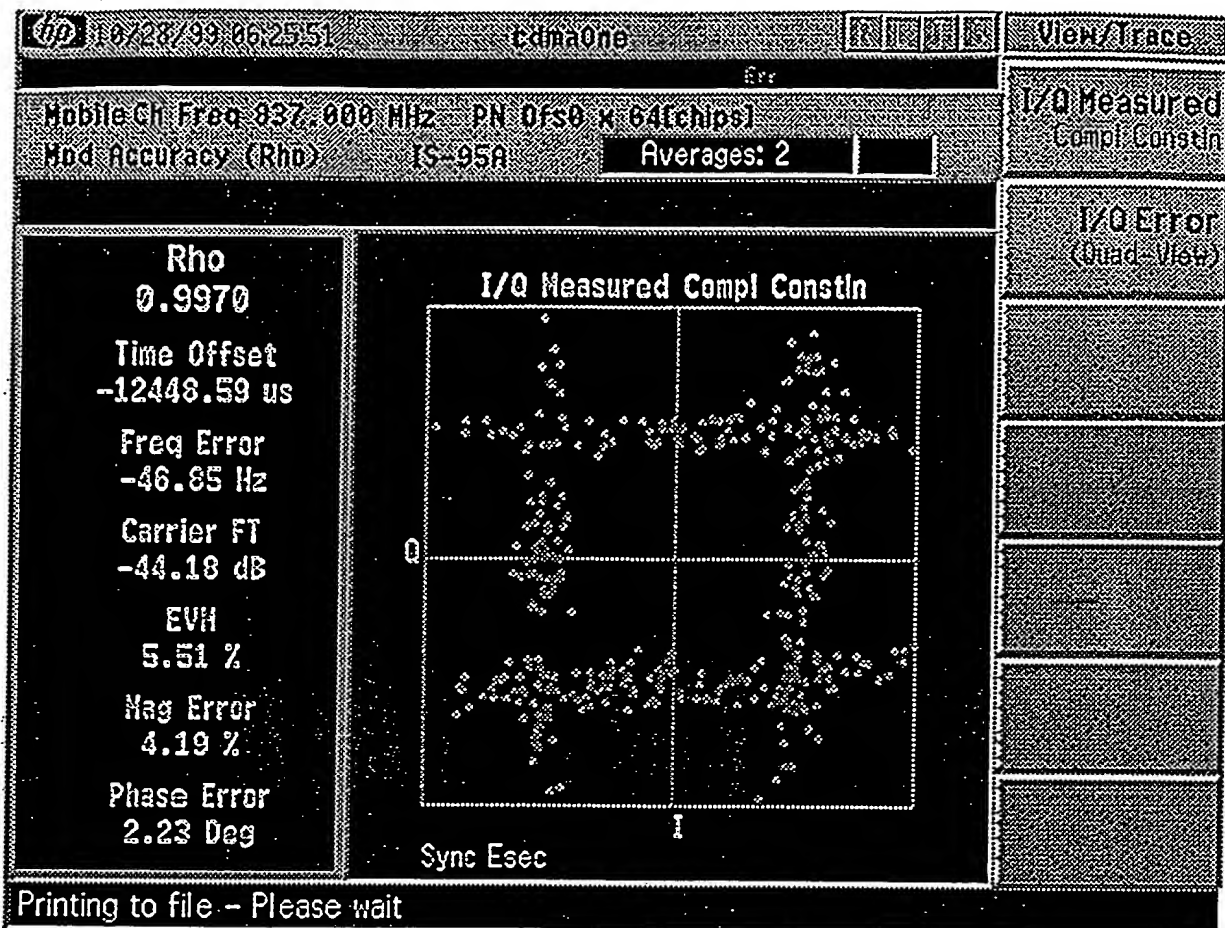 hp 10/28/99 06:25:51 cdmaOne View/Trace
Err
Mobile Ch Freq 837.000 MHz PN Ofs0 x 64[chips]
Mod Accuracy (Rho) IS-95A Averages: 2
I/Q Measured
Compl Constln
I/Q Error
(Quad-View)
Rho
0.9970
Time Offset
-12448.59 us
Freq Error
-46.85 Hz
Carrier FT
-44.18 dB
EVM
5.51 %
Mag Error
4.19 %
Phase Error
2.23 Deg
I/Q Measured Compl Constln
Q
I
Sync Esec
Printing to file - Please wait